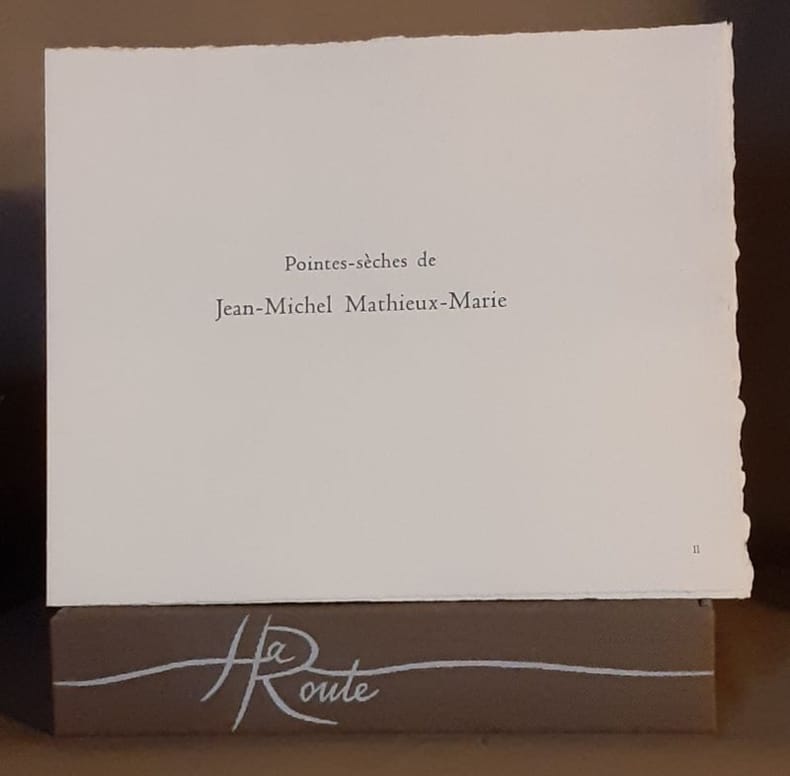 Pointes-sèches de
Jean-Michel Mathieux-Marie
11
La
Route